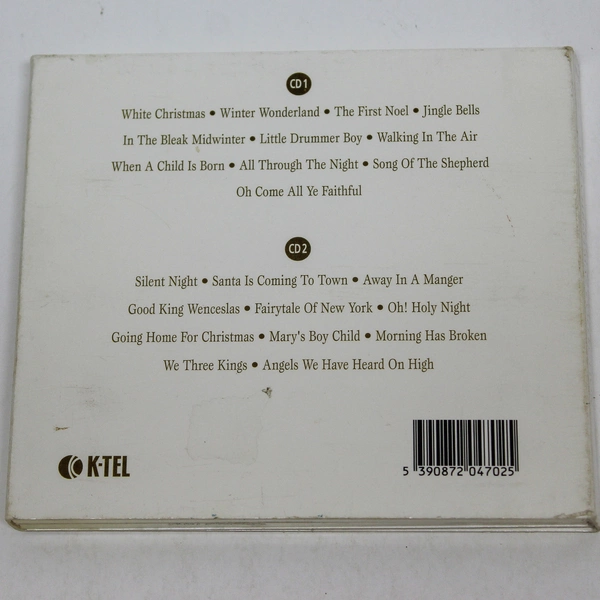 CD1
White Christmas • Winter Wonderland • The First Noel • Jingle Bells
In The Bleak Midwinter • Little Drummer Boy • Walking In The Air
When A Child Is Born • All Through The Night • Song Of The Shepherd
Oh Come All Ye Faithful
CD2
Silent Night • Santa Is Coming To Town • Away In A Manger
Good King Wenceslas • Fairytale Of New York • Oh! Holy Night
Going Home For Christmas • Mary's Boy Child • Morning Has Broken
We Three Kings • Angels We Have Heard On High
K-TEL
5 390872 047025